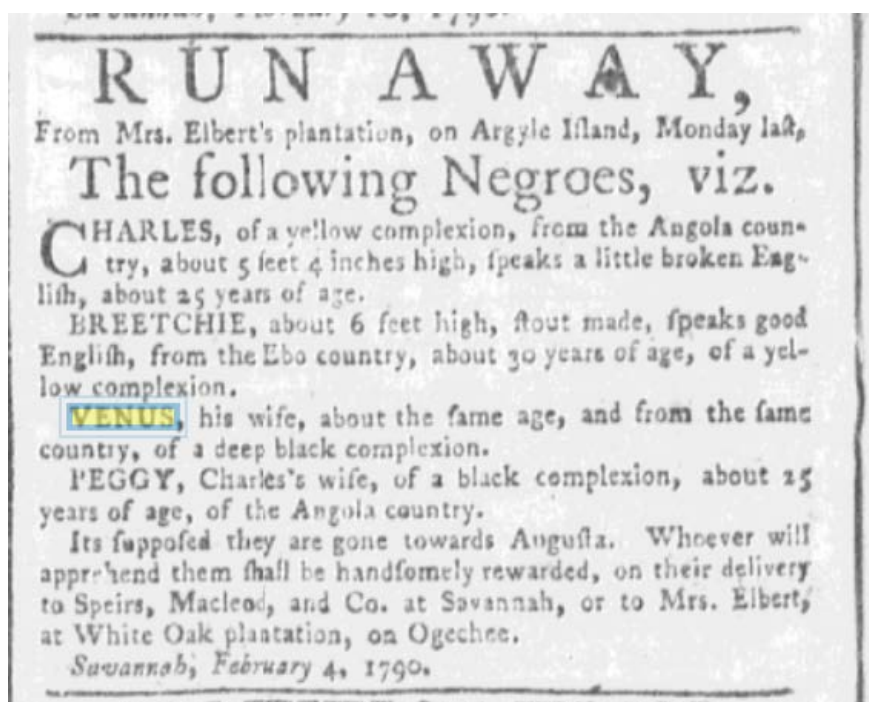 RUN AWAY,
From Mrs. Elbert's plantation, on Argyle Iſland, Monday laſt,
The following Negroes, viz.
CHARLES, of a yellow complexion, from the Angola coun-
try, about 5 feet 4 inches high, ſpeaks a little broken Eng-
liſh, about 25 years of age.
BREETCHIE, about 6 feet high, ſtout made, ſpeaks good
Engliſh, from the Ebo country, about 30 years of age, of a yel-
low complexion.
VENUS, his wife, about the ſame age, and from the ſame
country, of a deep black complexion.
PEGGY, Charles's wife, of a black complexion, about 25
years of age, of the Angola country.
Its ſuppoſed they are gone towards Auguſta. Whoever will
apprehend them ſhall be handſomely rewarded, on their delivery
to Speirs, Macleod, and Co. at Savannah, or to Mrs. Elbert,
at White Oak plantation, on Ogechee.
Savannah, February 4, 1790.